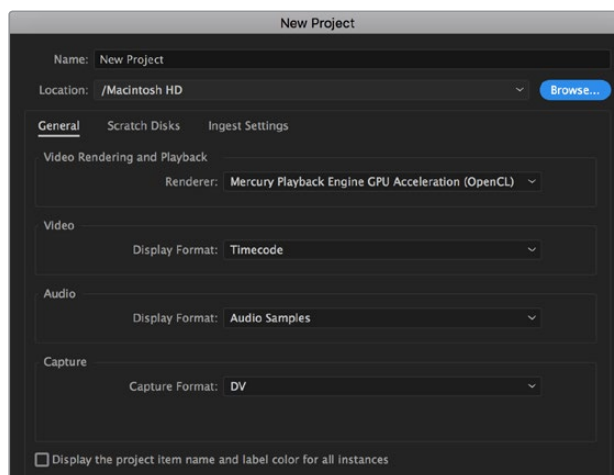 New Project
Name: New Project
Location: /Macintosh HD Browse...
General Scratch Disks Ingest Settings
Video Rendering and Playback
Renderer: Mercury Playback Engine GPU Acceleration (OpenCL)
Video
Display Format: Timecode
Audio
Display Format: Audio Samples
Capture
Capture Format: DV
Display the project item name and label color for all instances